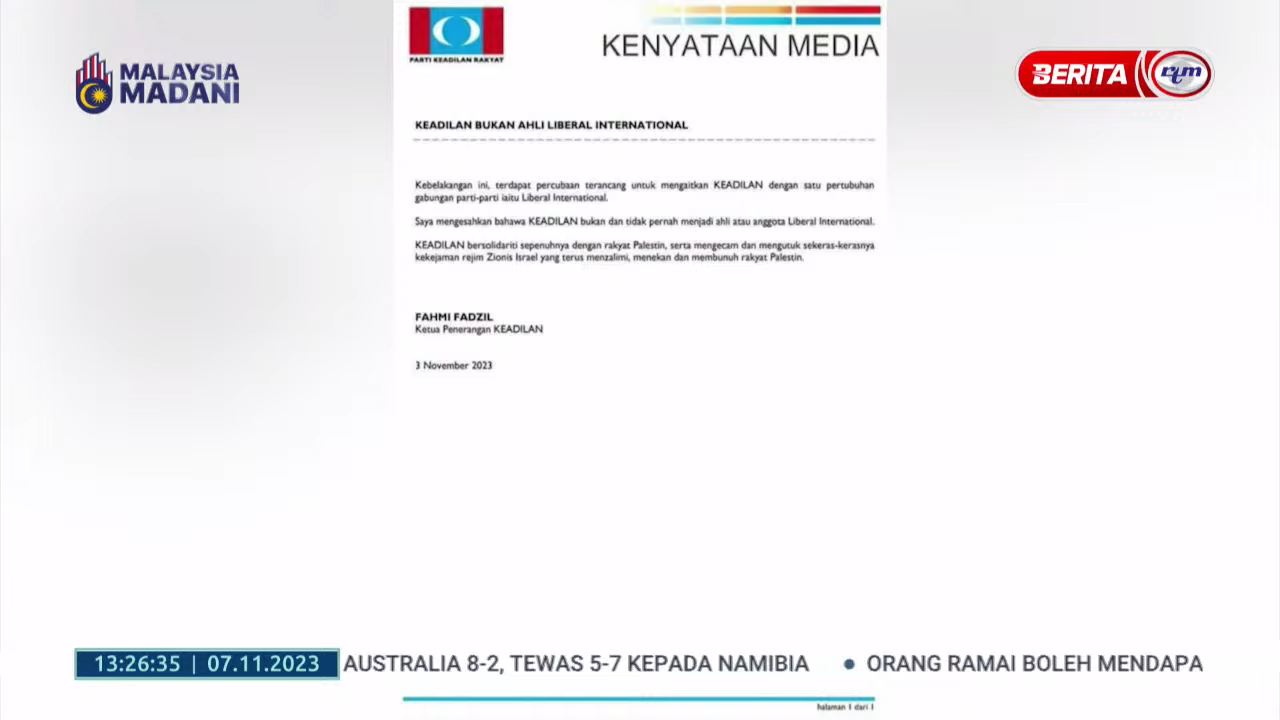 PARTI KEADILAN RAKYAT
KENYATAAN MEDIA
MALAYSIA
MADANI
BERITA rtm
KEADILAN BUKAN AHLI LIBERAL INTERNATIONAL
Kebelakangan ini, terdapat percubaan terancang untuk mengaitkan KEADILAN dengan satu pertubuhan
gabungan parti-parti iaitu Liberal International.
Saya mengesahkan bahawa KEADILAN bukan dan tidak pernah menjadi ahli atau anggota Liberal International.
KEADILAN bersolidariti sepenuhnya dengan rakyat Palestin, serta mengecam dan mengutuk sekeras-kerasnya
kekejaman rejim Zionis Israel yang terus menzalimi, menekan dan membunuh rakyat Palestin.
FAHMI FADZIL
Ketua Penerangan KEADILAN
3 November 2023
13:26:35 | 07.11.2023 AUSTRALIA 8-2, TEWAS 5-7 KEPADA NAMIBIA • ORANG RAMAI BOLEH MENDAPA
halaman 1 dari 1